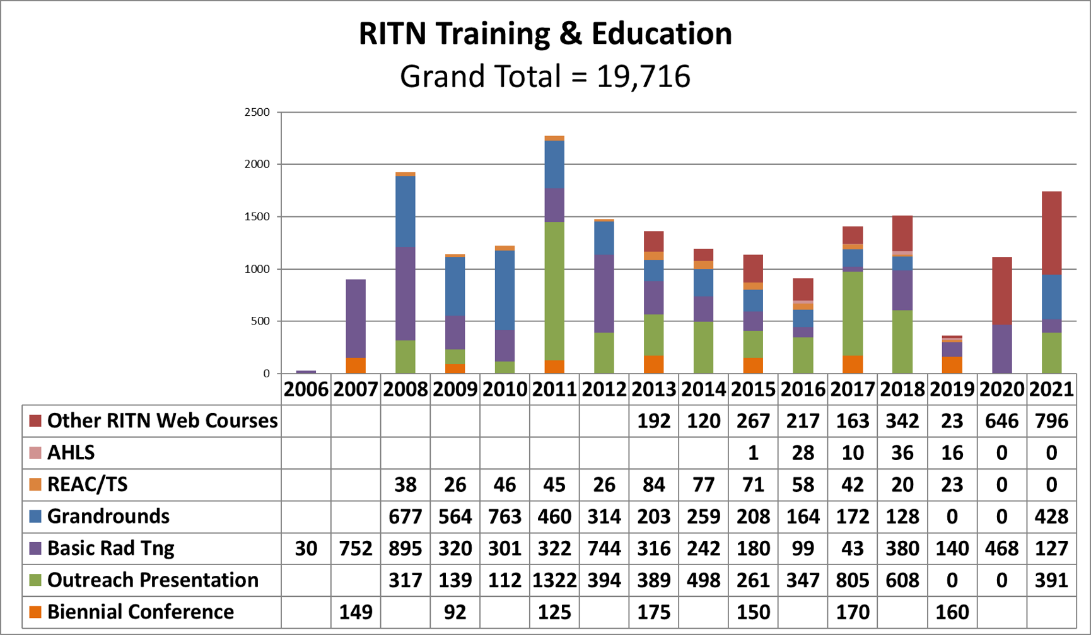 RITN Training & Education
Grand Total = 19,716
2500
2000
1500
1000
500
0
2006 2007 2008 2009 2010 2011 2012 2013 2014 2015 2016 2017 2018 2019 2020 2021
Other RITN Web Courses 192 120 267 217 163 342 23 646 796
AHLS 1 28 10 36 16 0 0
REAC/TS 38 26 46 45 26 84 77 71 58 42 20 23 0 0
Grandrounds 677 564 763 460 314 203 259 208 164 172 128 0 0 428
Basic Rad Tng 30 752 895 320 301 322 744 316 242 180 99 43 380 140 468 127
Outreach Presentation 317 139 112 1322 394 389 498 261 347 805 608 0 0 391
Biennial Conference 149 92 125 175 150 170 160